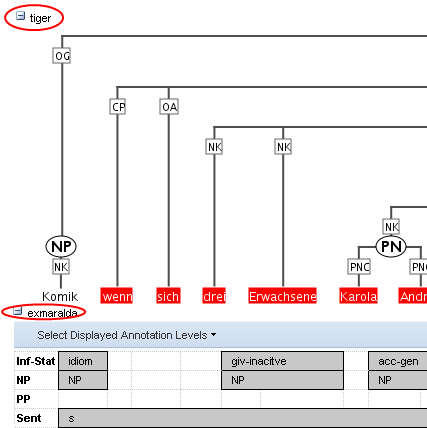 tiger
OG
CP OA
NK NK
NK
NP PN
NK PNC PNC
Komik wenn sich drei Erwachsene Karola Andr
exmaralda
Select Displayed Annotation Levels
Inf-Stat idiom giv-inacitve acc-gen
NP NP NP NP
PP
Sent s